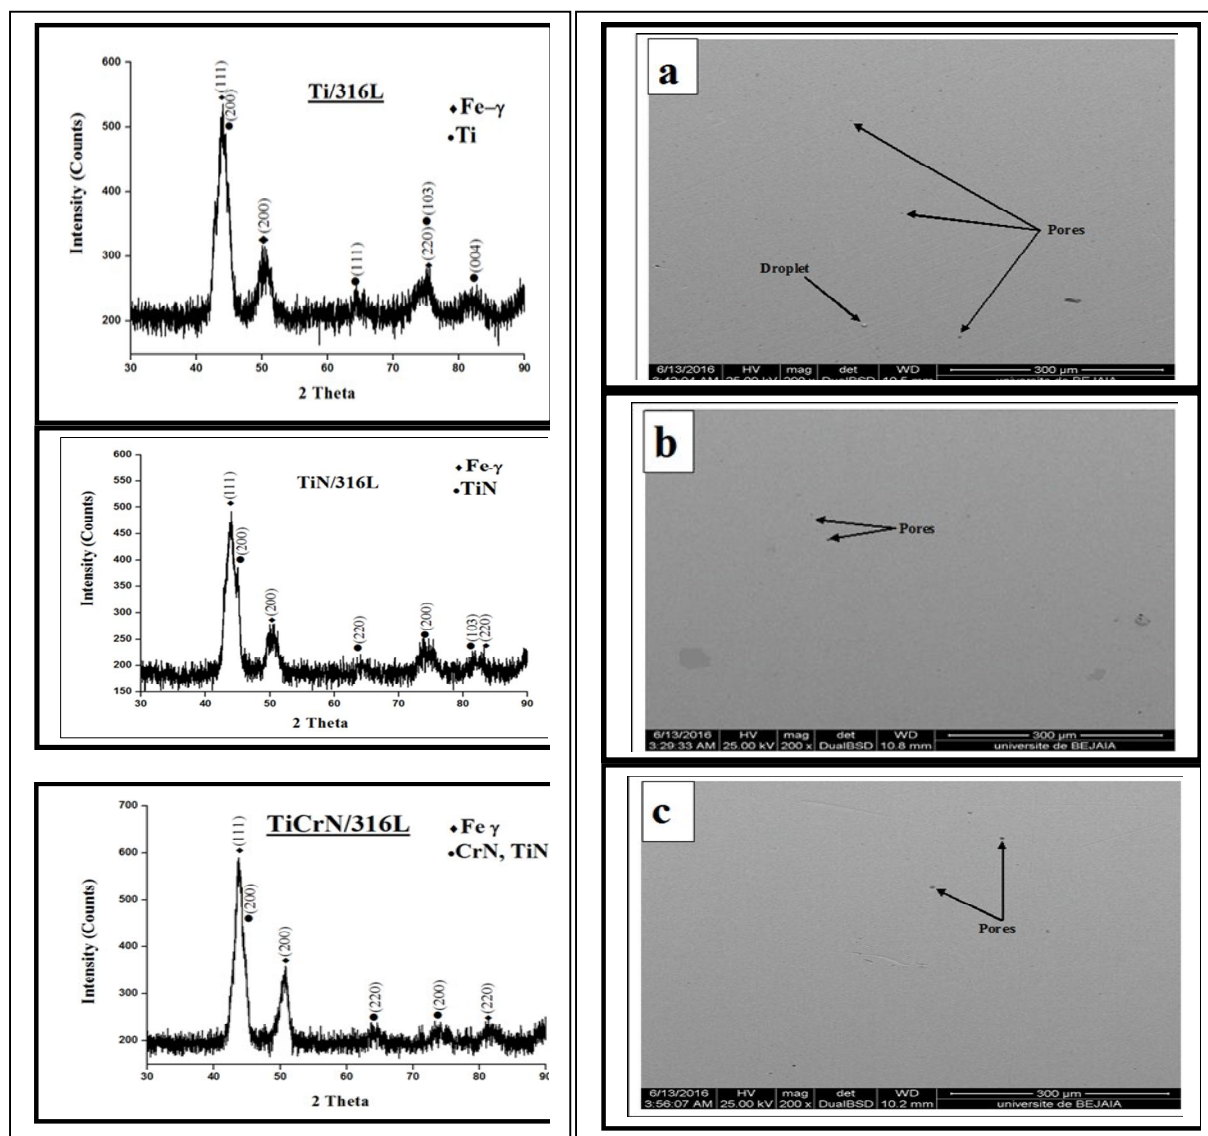 Ti/316L
◆Fe–γ
●Ti
Intensity (Counts)
600
500
400
300
200
◆(111)
●(200)
◆(200)
●(111)
●(103)
◆(220)
●(004)
30 40 50 60 70 80 90
2 Theta
TiN/316L
◆Fe-γ
●TiN
Intensity (Counts)
600
550
500
450
400
350
300
250
200
150
◆(111)
●(200)
◆(200)
●(220)
●(200)
●(103)
◆(220)
30 40 50 60 70 80 90
2 Theta
TiCrN/316L
◆Fe γ
●CrN, TiN
Intensity (Counts)
700
600
500
400
300
200
◆(111)
●(200)
◆(200)
●(220)
●(200)
◆(220)
30 40 50 60 70 80 90
2 Theta
a
Pores
Droplet
6/13/2016 HV mag det WD 300 µm
25.00 kV 200 x DualBSD 10.5 mm universite de BEJAIA
b
Pores
6/13/2016 HV mag det WD 300 µm
3:29:33 AM 25.00 kV 200 x DualBSD 10.8 mm universite de BEJAIA
c
Pores
6/13/2016 HV mag det WD 300 µm
3:56:07 AM 25.00 kV 200 x DualBSD 10.2 mm universite de BEJAIA